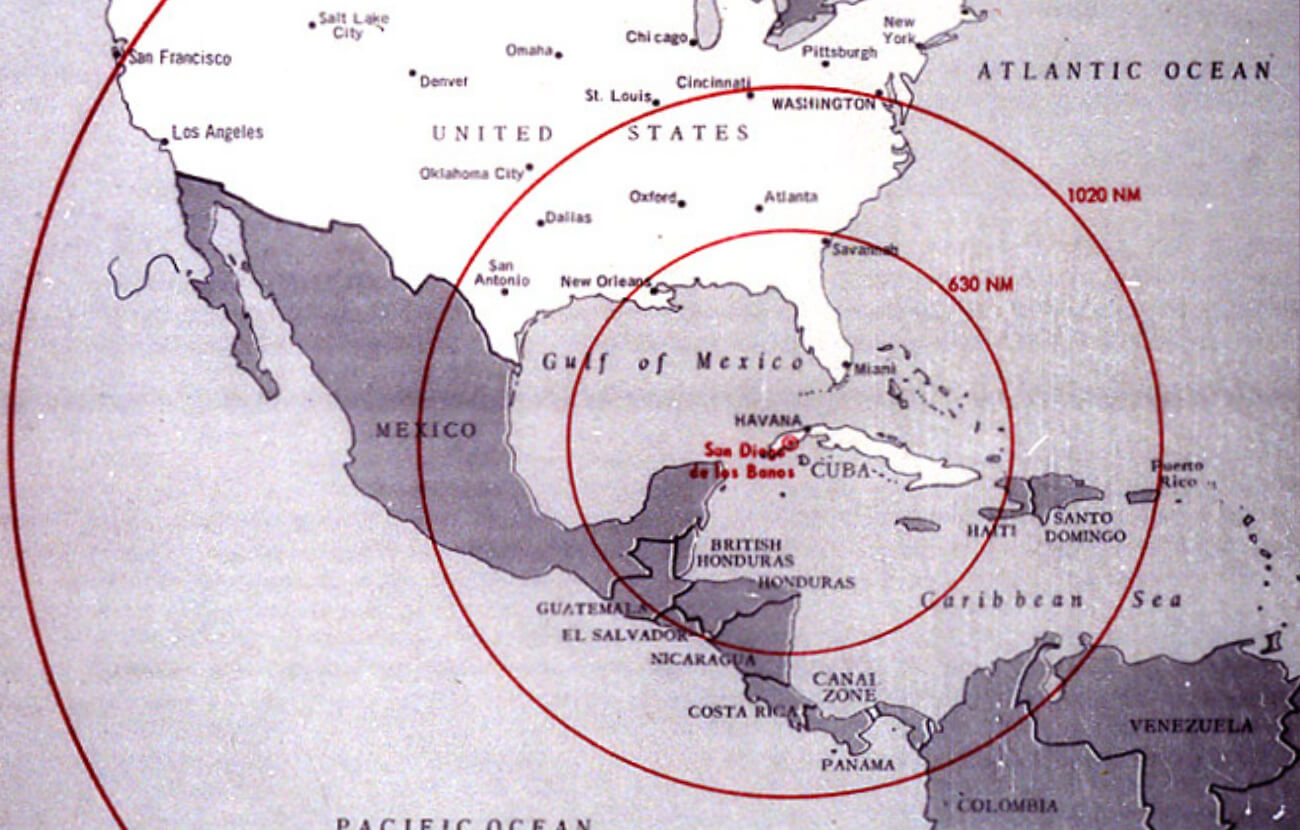 Salt Lake
City
New
York
Chicago
Omaha
Pittsburgh
San Francisco
ATLANTIC OCEAN
Denver
Cincinnati
St. Louis
WASHINGTON
Los Angeles
UNITED STATES
Oklahoma City
Oxford
Atlanta
1020 NM
Dallas
Savannah
San
Antonio
New Orleans
630 NM
Gulf of Mexico
Miami
HAVANA
MEXICO
San Diego
de los Banos
CUBA
Puerto
Rico
HAITI
SANTO
DOMINGO
BRITISH
HONDURAS
HONDURAS
GUATEMALA
Caribbean Sea
EL SALVADOR
NICARAGUA
CANAL
ZONE
COSTA RICA
VENEZUELA
PANAMA
COLOMBIA
PACIFIC OCEAN